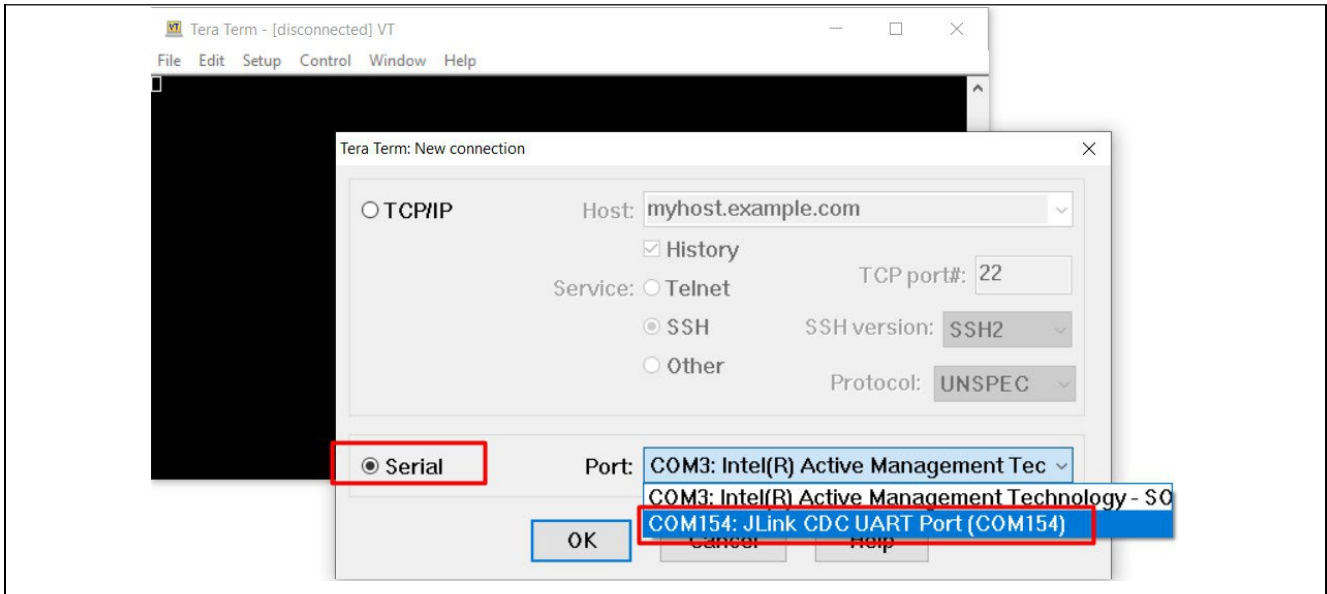 Tera Term - [disconnected] VT
File Edit Setup Control Window Help
Tera Term: New connection
TCP/IP Host: myhost.example.com
History
Service: Telnet TCP port#: 22
SSH SSH version: SSH2
Other Protocol: UNSPEC
Serial Port: COM3: Intel(R) Active Management Tec
COM3: Intel(R) Active Management Technology - SO
COM154: JLink CDC UART Port (COM154)
OK Cancel Help